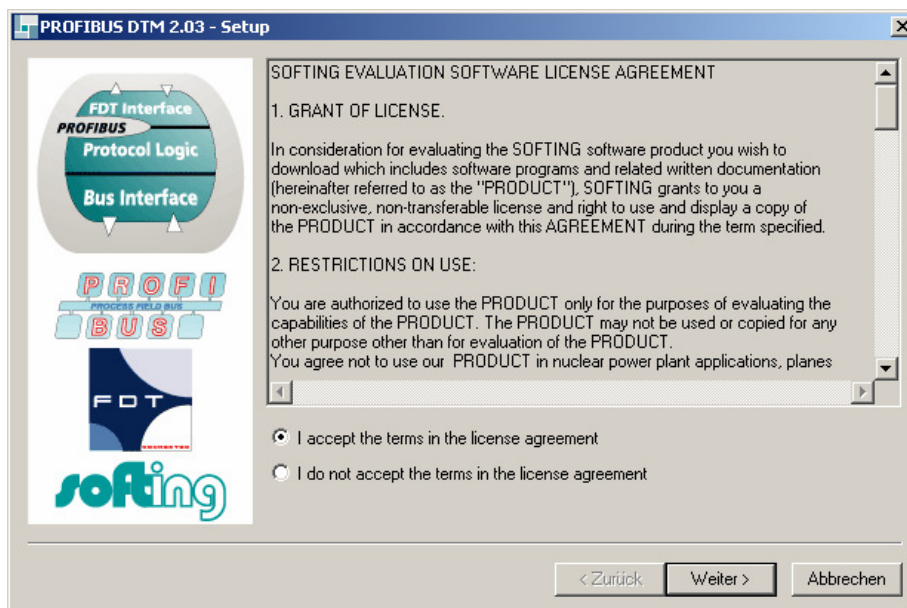 PROFIBUS DTM 2.03 - Setup
FDT Interface
PROFIBUS
Protocol Logic
Bus Interface
PROFI
PROCESS FIELD BUS
BUS
FDT
softing
SOFTING EVALUATION SOFTWARE LICENSE AGREEMENT
1. GRANT OF LICENSE.
In consideration for evaluating the SOFTING software product you wish to
download which includes software programs and related written documentation
(hereinafter referred to as the "PRODUCT"), SOFTING grants to you a
non-exclusive, non-transferable license and right to use and display a copy of
the PRODUCT in accordance with this AGREEMENT during the term specified.
2. RESTRICTIONS ON USE:
You are authorized to use the PRODUCT only for the purposes of evaluating the
capabilities of the PRODUCT. The PRODUCT may not be used or copied for any
other purpose other than for evaluation of the PRODUCT.
You agree not to use our  PRODUCT in nuclear power plant applications, planes
I accept the terms in the license agreement
I do not accept the terms in the license agreement
< Zurück
Weiter >
Abbrechen